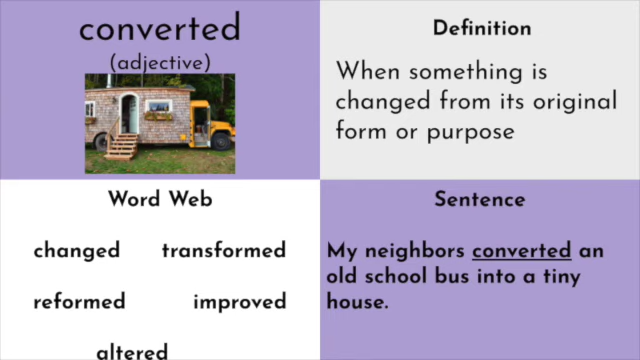 converted
(adjective)
Definition
When something is
changed from its original
form or purpose
Word Web
changed transformed
reformed improved
altered
Sentence
My neighbors converted an
old school bus into a tiny
house.